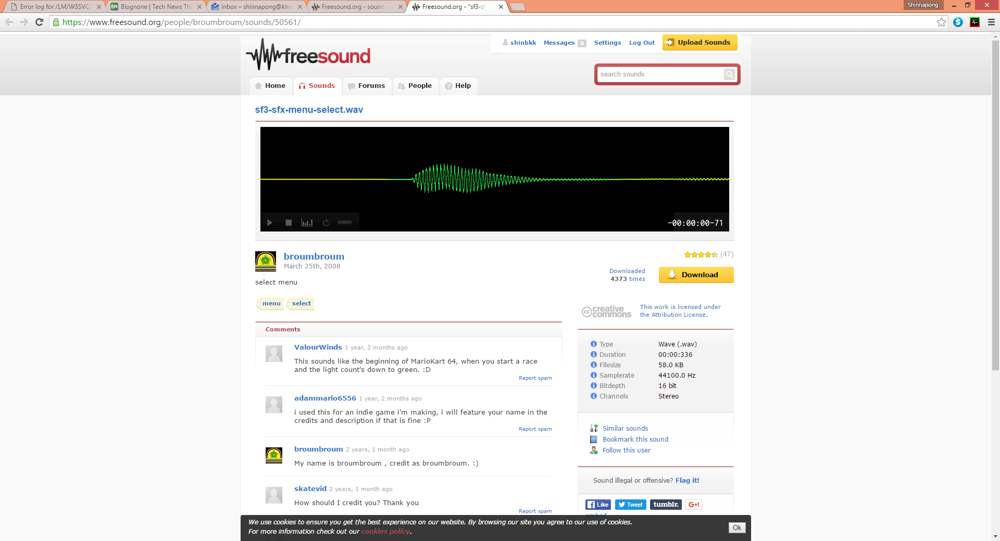 Error log for /LM/W3SVC/
Blognone | Tech News Tha
Inbox – shinnapong@klne
Freesound.org - sound
Freesound.org - "sf3-sf
Shinnapong
https://www.freesound.org/people/broumbroum/sounds/50561/
freesound
shinbkk
Messages 0
Settings
Log Out
Upload Sounds
search sounds
Home
Sounds
Forums
People
Help
sf3-sfx-menu-select.wav
-00:00:00-71
broumbroum
March 25th, 2008
(47)
Downloaded
4373 times
Download
select menu
menu
select
creative
commons
This work is licensed under
the Attribution License.
Comments
ValourWinds 1 year, 2 months ago
This sounds like the beginning of MarioKart 64, when you start a race
and the light count's down to green. :D
Report spam
adammario6556 1 year, 2 months ago
i used this for an indie game i'm making, i will feature your name in the
credits and description if that is fine :P
Report spam
broumbroum 2 years, 1 month ago
My name is broumbroum , credit as broumbroum. :)
skatevid 2 years, 1 month ago
How should I credit you? Thank you
Report spam
Type Wave (.wav)
Duration 00:00:336
Filesize 58.0 KB
Samplerate 44100.0 Hz
Bitdepth 16 bit
Channels Stereo
Similar sounds
Bookmark this sound
Follow this user
Sound illegal or offensive? Flag it!
Like
Tweet
tumblr.
G+1
We use cookies to ensure you get the best experience on our website. By browsing our site you agree to our use of cookies.
For more information check out our cookies policy.
Ok